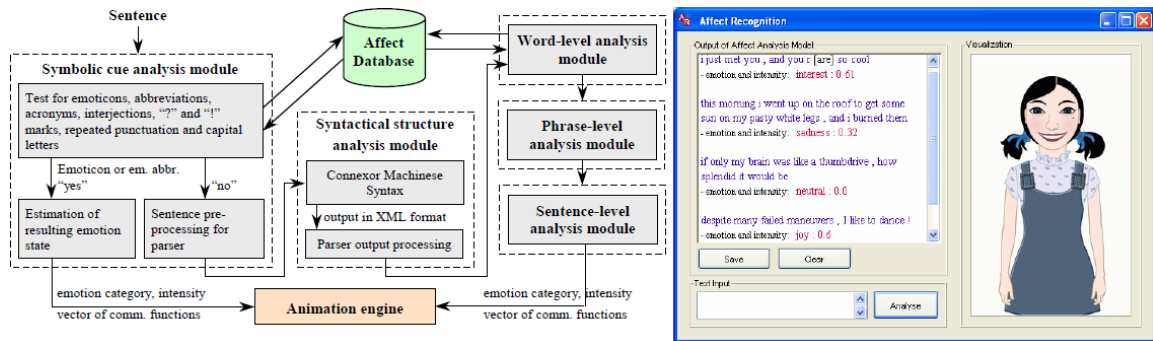 Sentence
Affect
Database
Symbolic cue analysis module
Test for emoticons, abbreviations,
acronyms, interjections, “?” and “!”
marks, repeated punctuation and capital
letters
Emoticon or em. abbr.
“yes”
“no”
Estimation of
resulting emotion
state
Sentence pre-
processing for
parser
Syntactical structure
analysis module
Connexor Machinese
Syntax
output in XML format
Parser output processing
Word-level analysis
module
Phrase-level
analysis module
Sentence-level
analysis module
emotion category, intensity
vector of comm. functions
Animation engine
emotion category, intensity
vector of comm. functions
AR Affect Recognition
Output of Affect Analysis Model
i just met you , and you r [are] so cool
- emotion and intensity: interest : 0.61
this morning i went up on the roof to get some
sun on my pasty white legs , and i burned them
- emotion and intensity: sadness : 0.32
if only my brain was like a thumbdrive , how
splendid it would be
- emotion and intensity: neutral : 0.0
despite many failed maneuvers , I like to dance !
- emotion and intensity: joy : 0.6
Save
Clear
Text Input
Analyse
Visualization